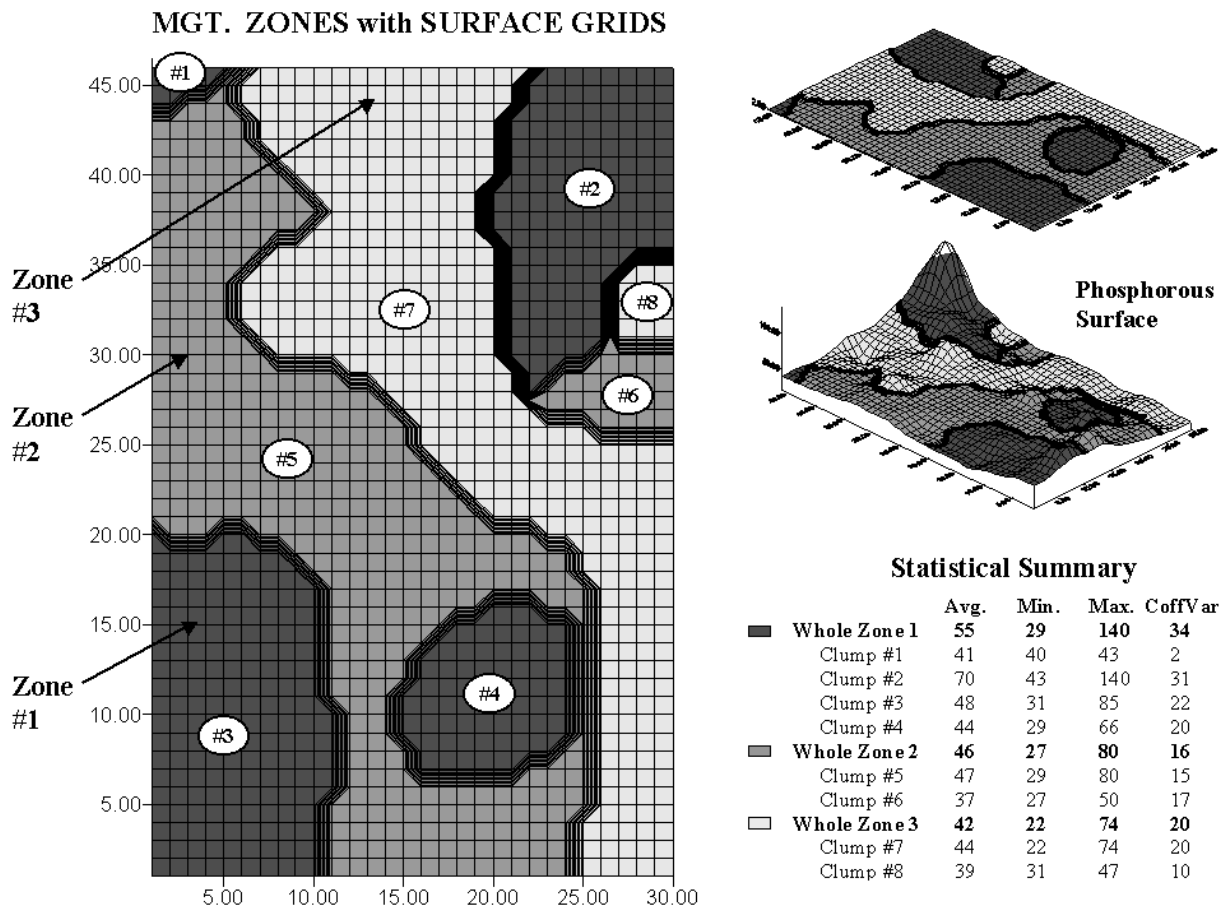 MGT. ZONES with SURFACE GRIDS
45.00
40.00
35.00
30.00
25.00
20.00
15.00
10.00
5.00
5.00 10.00 15.00 20.00 25.00 30.00
#1
#2
#8
#7
#6
#5
#4
#3
Zone
#3
Zone
#2
Zone
#1
Phosphorous
Surface
Statistical Summary
Avg. Min. Max. CoffVar
Whole Zone 1 55 29 140 34
Clump #1 41 40 43 2
Clump #2 70 43 140 31
Clump #3 48 31 85 22
Clump #4 44 29 66 20
Whole Zone 2 46 27 80 16
Clump #5 47 29 80 15
Clump #6 37 27 50 17
Whole Zone 3 42 22 74 20
Clump #7 44 22 74 20
Clump #8 39 31 47 10